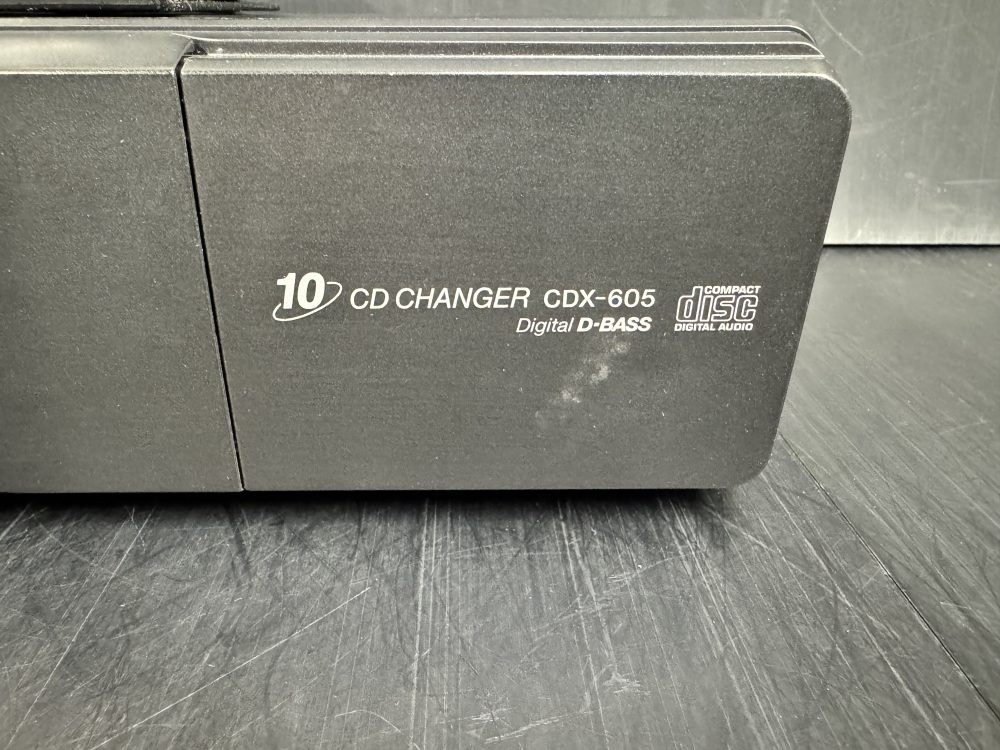 10 CD CHANGER CDX-605
Digital D-BASS
COMPACT
disc
DIGITAL AUDIO